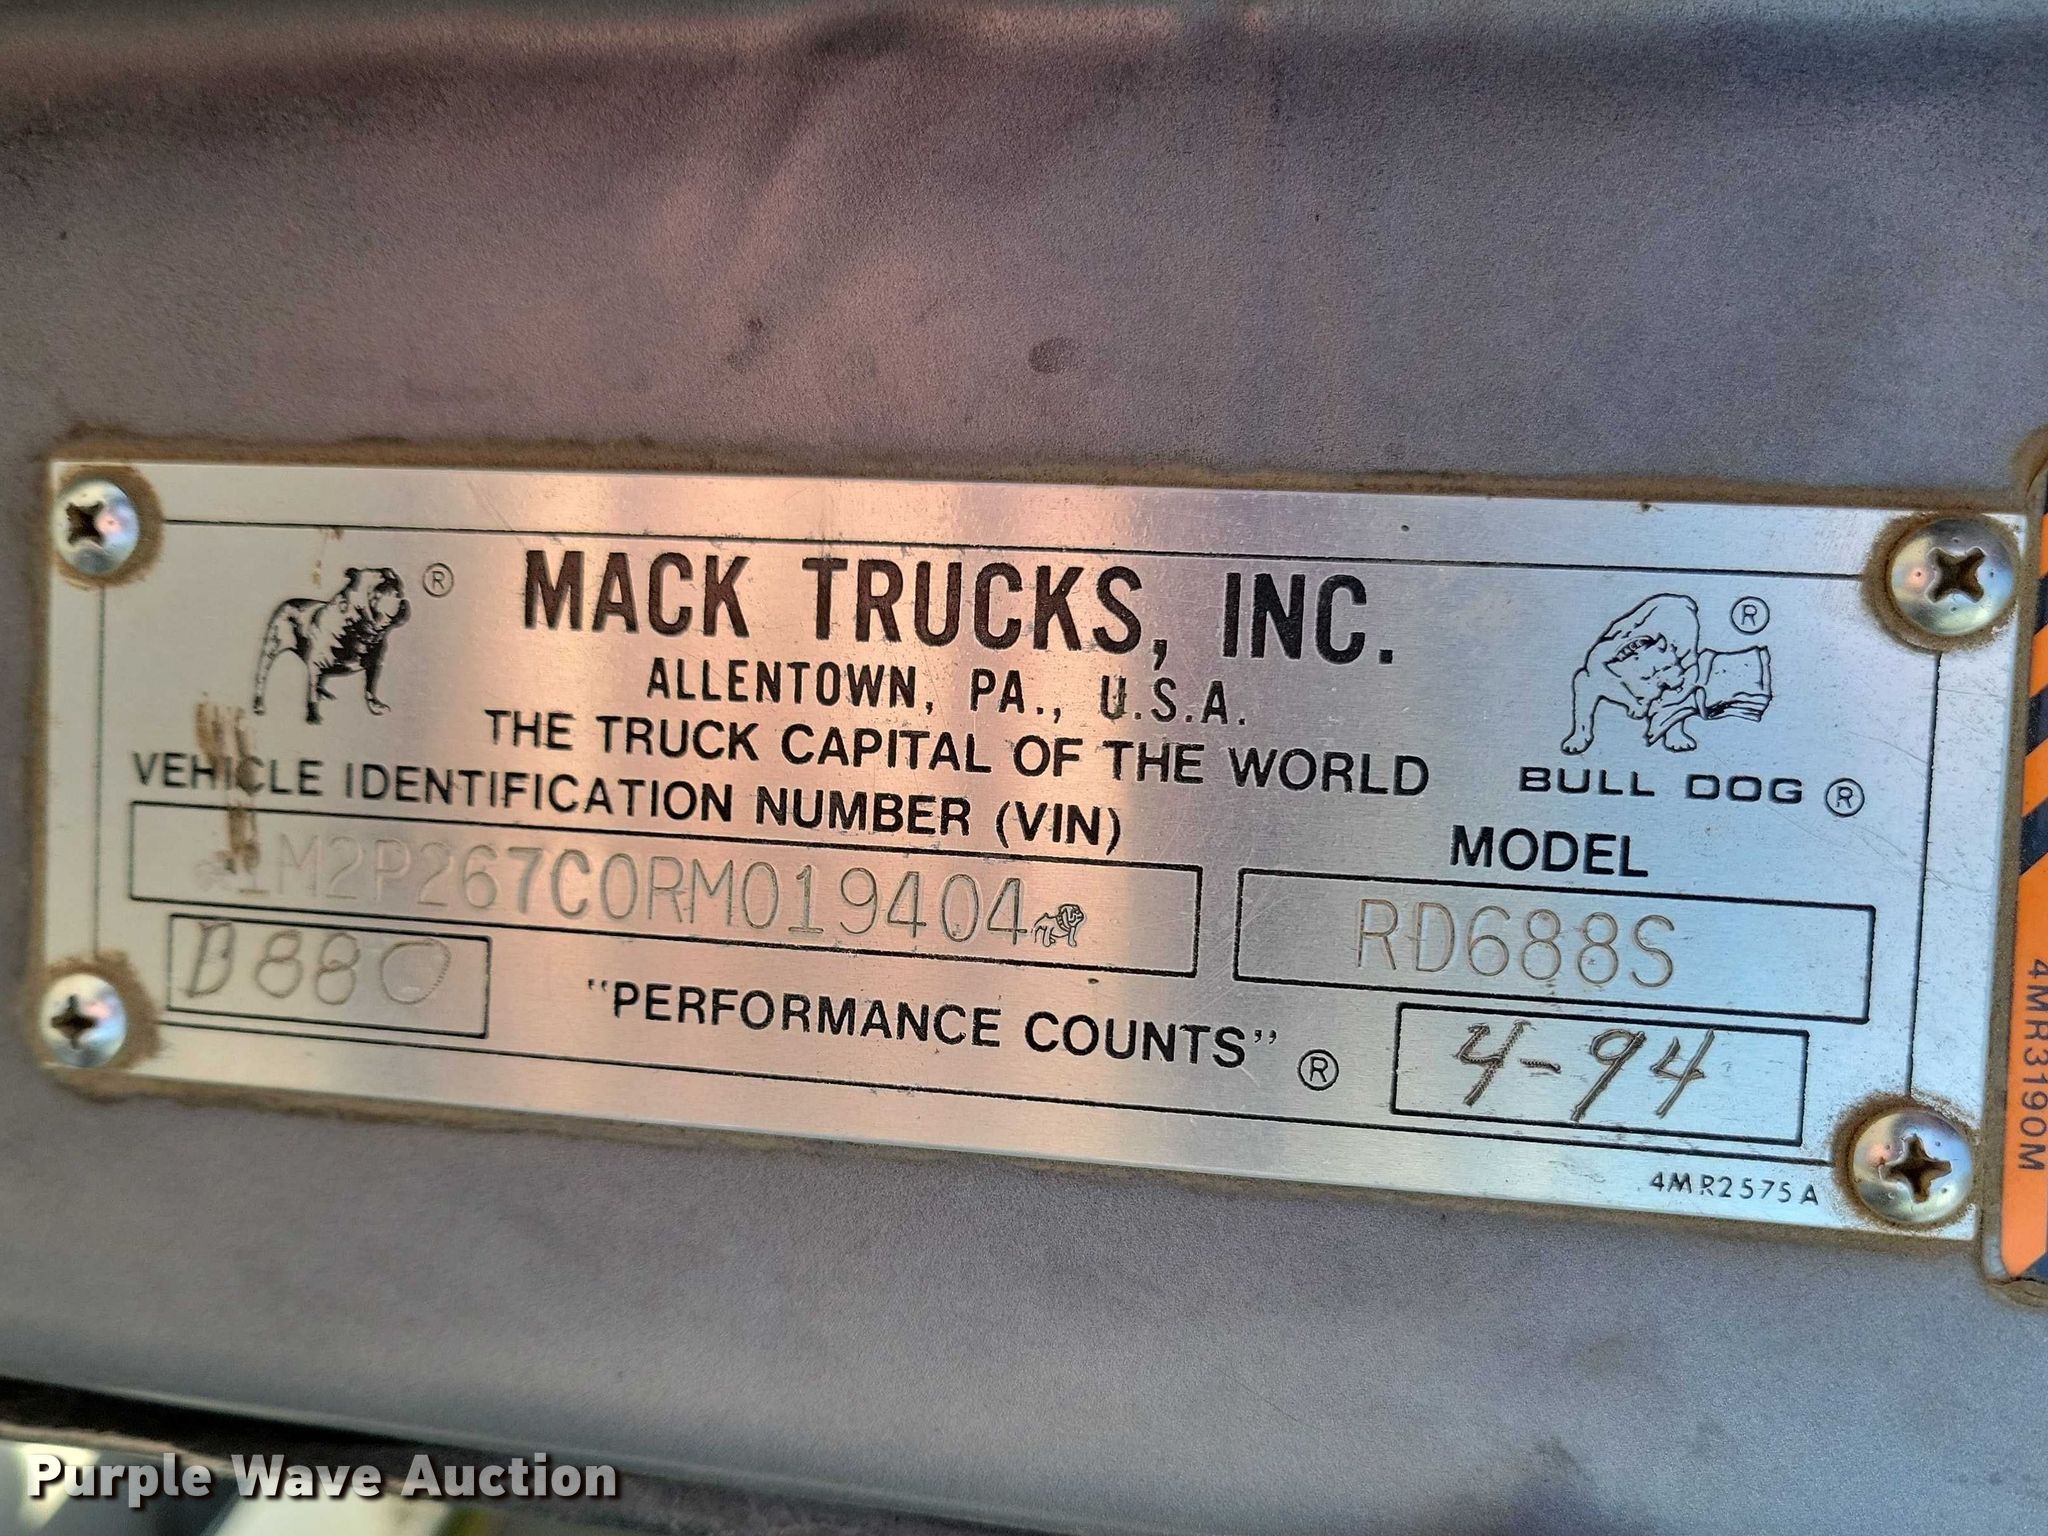 ® MACK TRUCKS, INC. ®
ALLENTOWN, PA., U.S.A.
THE TRUCK CAPITAL OF THE WORLD
BULL DOG ®
VEHICLE IDENTIFICATION NUMBER (VIN)
MODEL
1M2P267C0RM019404
RD688S
D880
"PERFORMANCE COUNTS" ®
4-94
4MR2575A
4MR3190M
Purple Wave Auction